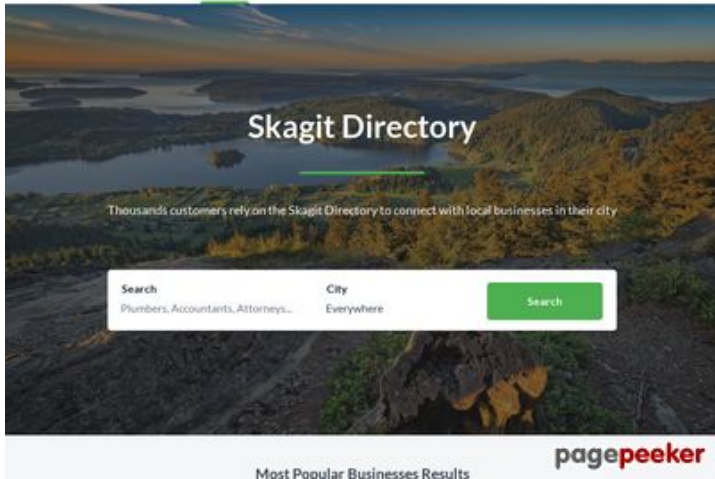 Skagit Directory
Thousands customers rely on the Skagit Directory to connect with local businesses in their city
Search
City
Plumbers, Accountants, Attorneys...
Everywhere
Search
Most Popular Businesses Results
pagepeeker